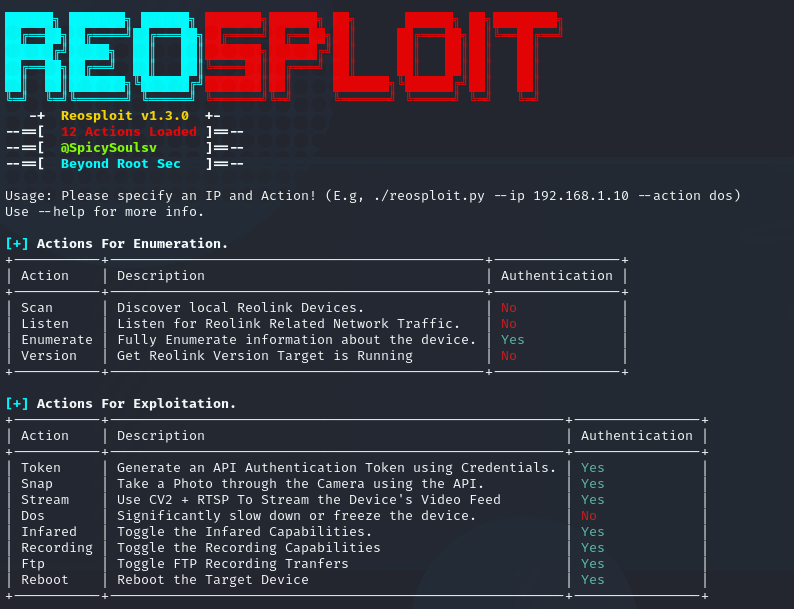 REOSPLOIT
-+ Reosploit v1.3.0 +-
--==[ 12 Actions Loaded ]==--
--==[ @SpicySoulsv ]==--
--==[ Beyond Root Sec ]==--
Usage: Please specify an IP and Action! (E.g, ./reosploit.py --ip 192.168.1.10 --action dos)
Use --help for more info.
[+] Actions For Enumeration.
| Action | Description | Authentication |
| Scan | Discover local Reolink Devices. | No |
| Listen | Listen for Reolink Related Network Traffic. | No |
| Enumerate | Fully Enumerate information about the device. | Yes |
| Version | Get Reolink Version Target is Running | No |
[+] Actions For Exploitation.
| Action | Description | Authentication |
| Token | Generate an API Authentication Token using Credentials. | Yes |
| Snap | Take a Photo through the Camera using the API. | Yes |
| Stream | Use CV2 + RTSP To Stream the Device's Video Feed | Yes |
| Dos | Significantly slow down or freeze the device. | No |
| Infared | Toggle the Infared Capabilities. | Yes |
| Recording | Toggle the Recording Capabilities | Yes |
| Ftp | Toggle FTP Recording Tranfers | Yes |
| Reboot | Reboot the Target Device | Yes |